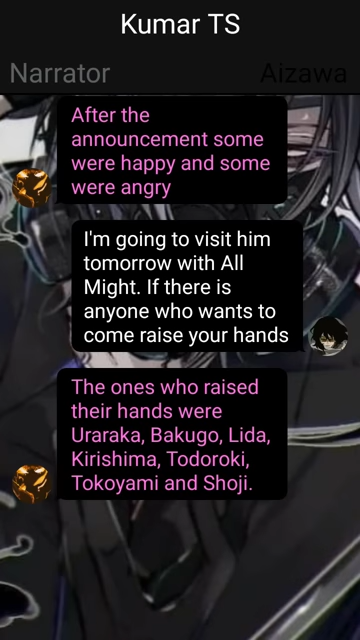 Kumar TS
Narrator
Aizawa
After the
announcement some
were happy and some
were angry
I'm going to visit him
tomorrow with All
Might. If there is
anyone who wants to
come raise your hands
The ones who raised
their hands were
Uraraka, Bakugo, Lida,
Kirishima, Todoroki,
Tokoyami and Shoji.